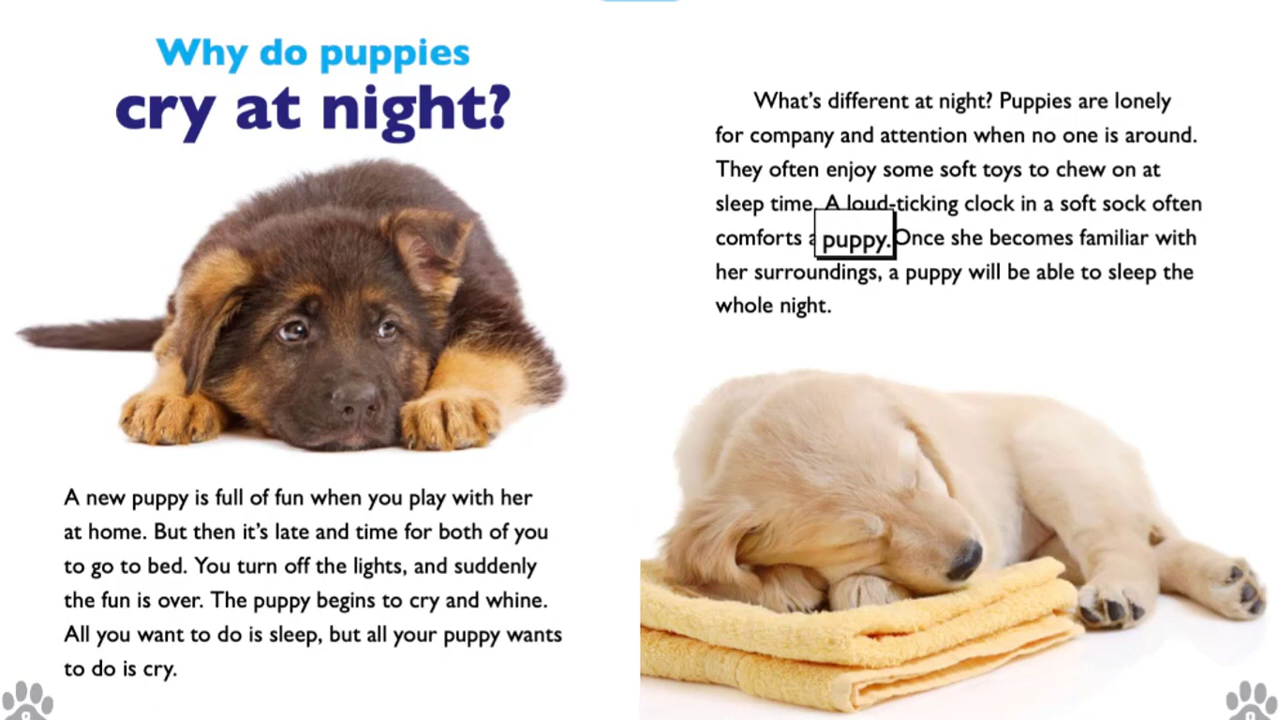 Why do puppies
cry at night?
A new puppy is full of fun when you play with her
at home. But then it's late and time for both of you
to go to bed. You turn off the lights, and suddenly
the fun is over. The puppy begins to cry and whine.
All you want to do is sleep, but all your puppy wants
to do is cry.
What's different at night? Puppies are lonely
for company and attention when no one is around.
They often enjoy some soft toys to chew on at
sleep time. A loud-ticking clock in a soft sock often
comforts a puppy. Once she becomes familiar with
her surroundings, a puppy will be able to sleep the
whole night.